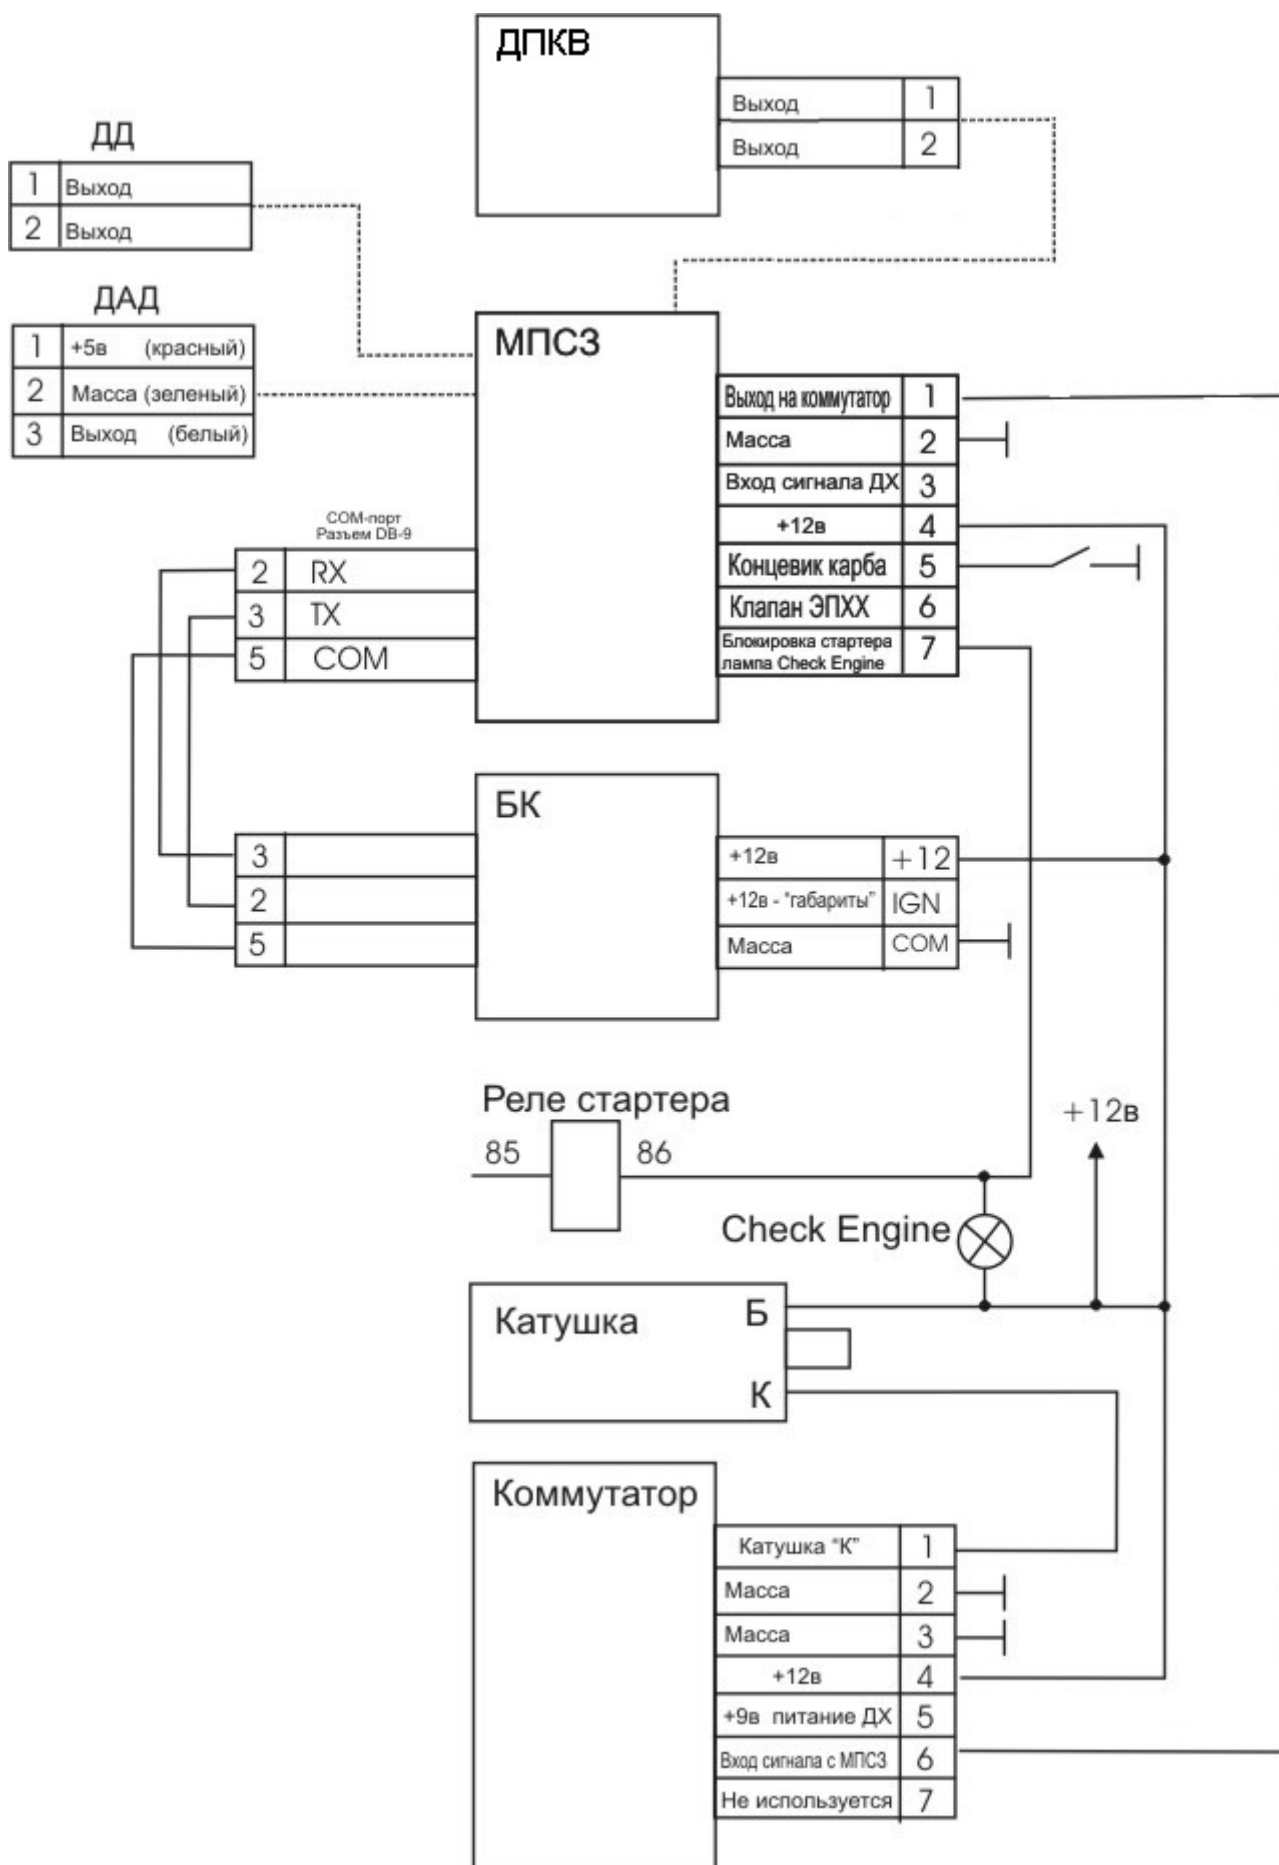 ДПКВ
Выход 1
Выход 2
ДД
1 Выход
2 Выход
ДАД
1 +5в (красный)
2 Масса (зеленый)
3 Выход (белый)
МПСЗ
Выход на коммутатор 1
Масса 2
Вход сигнала ДХ 3
+12в 4
Концевик карба 5
Клапан ЭПХХ 6
Блокировка стартера
лампа Check Engine 7
COM-порт
Разъем DB-9
2 RX
3 TX
5 COM
БК
3
2
5
+12в +12
+12в - "габариты" IGN
Масса COM
Реле стартера
85 86
+12в
Check Engine
Катушка
Б
К
Коммутатор
Катушка "К" 1
Масса 2
Масса 3
+12в 4
+9в питание ДХ 5
Вход сигнала с МПСЗ 6
Не используется 7